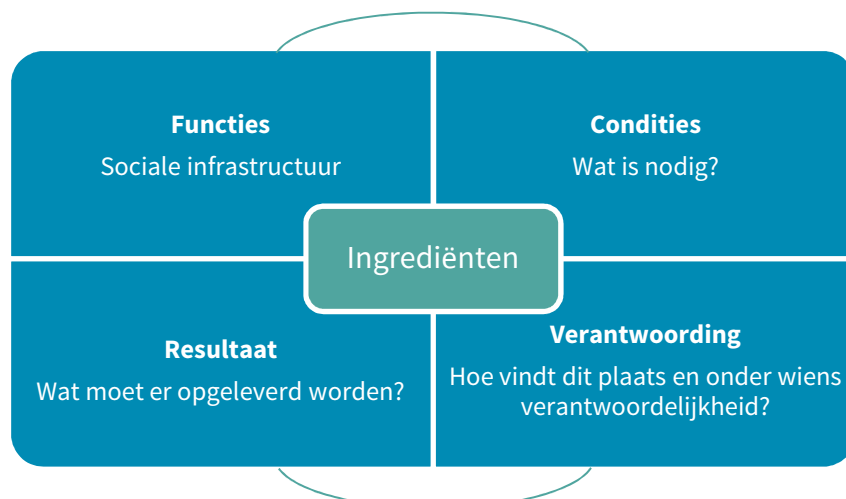 Functies
Sociale infrastructuur
Condities
Wat is nodig?
Ingrediënten
Resultaat
Wat moet er opgeleverd worden?
Verantwoording
Hoe vindt dit plaats en onder wiens
verantwoordelijkheid?